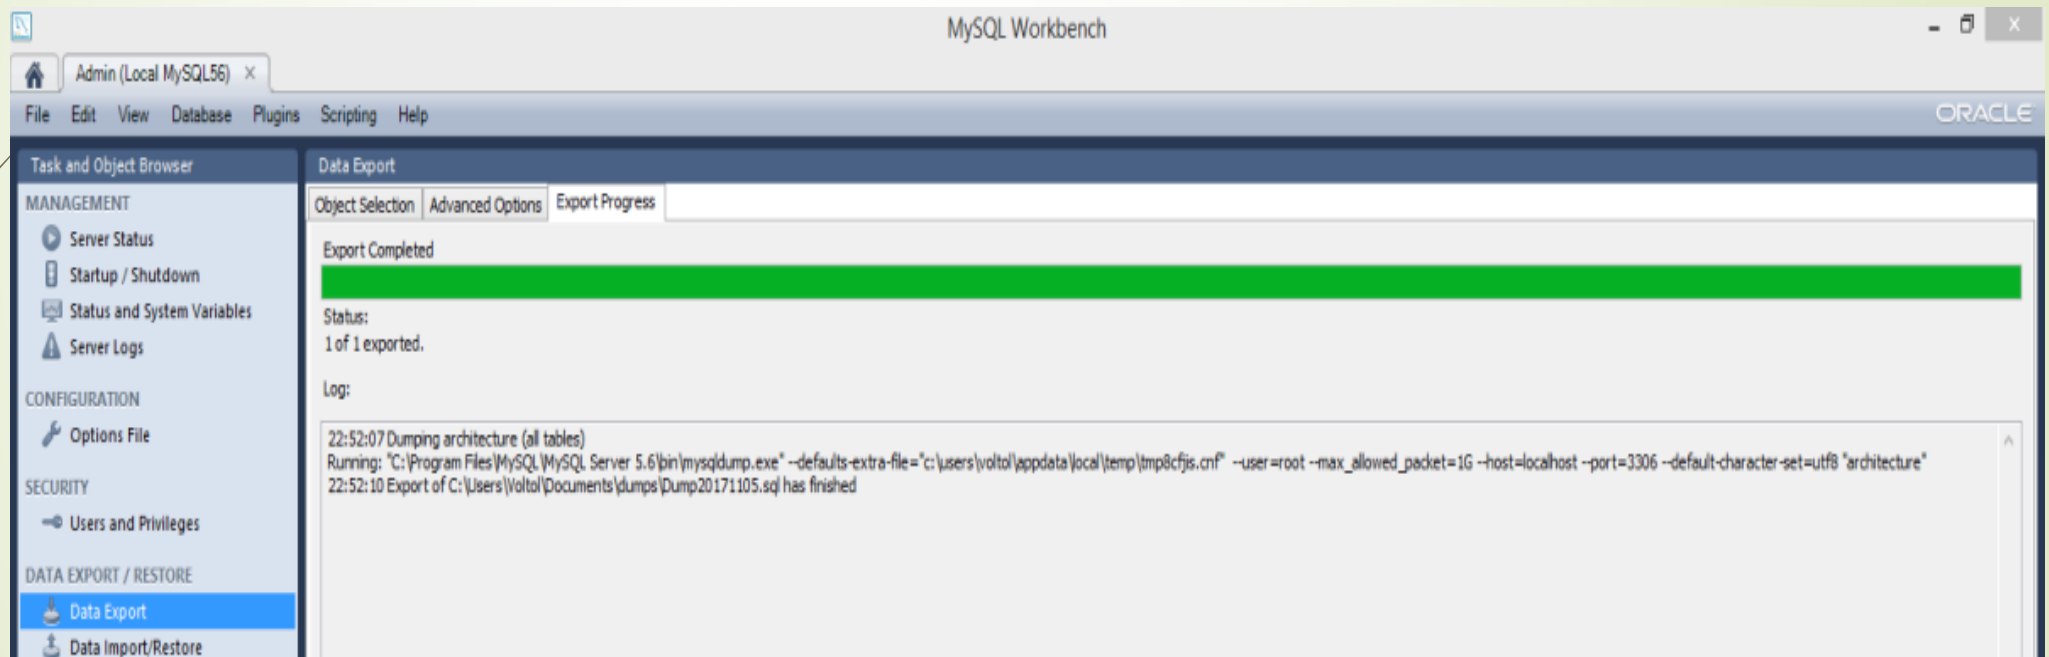 MySQL Workbench
Admin (Local MySQL56)
File Edit View Database Plugins Scripting Help
ORACLE
Task and Object Browser
MANAGEMENT
Server Status
Startup / Shutdown
Status and System Variables
Server Logs
CONFIGURATION
Options File
SECURITY
Users and Privileges
DATA EXPORT / RESTORE
Data Export
Data Import/Restore
Data Export
Object Selection Advanced Options Export Progress
Export Completed
Status:
1 of 1 exported.
Log:
22:52:07 Dumping architecture (all tables)
Running: "C:\Program Files\MySQL\MySQL Server 5.6\bin\mysqldump.exe" --defaults-extra-file="c:\users\voltol\appdata\local\temp\tmp8cfjis.cnf" --user=root --max_allowed_packet=1G --host=localhost --port=3306 --default-character-set=utf8 "architecture"
22:52:10 Export of C:\Users\Voltol\Documents\dumps\Dump20171105.sql has finished